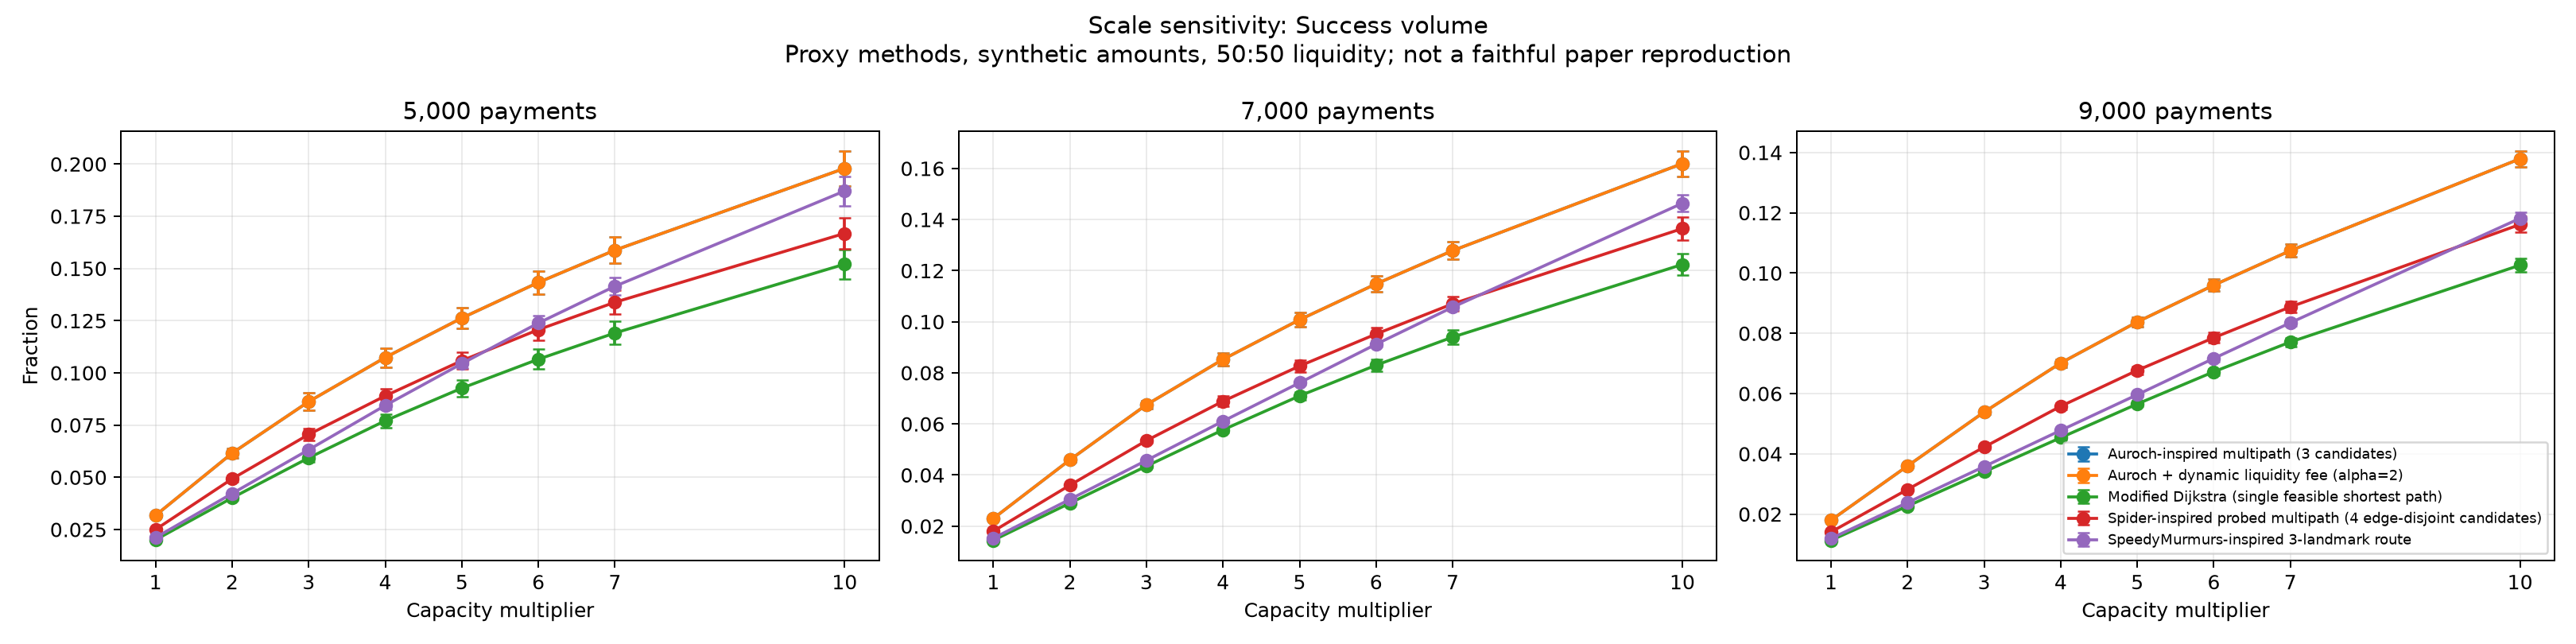 Scale sensitivity: Success volume
Proxy methods, synthetic amounts, 50:50 liquidity; not a faithful paper reproduction
5,000 payments
Fraction
0.200
0.175
0.150
0.125
0.100
0.075
0.050
0.025
1 2 3 4 5 6 7 10
Capacity multiplier
7,000 payments
0.16
0.14
0.12
0.10
0.08
0.06
0.04
0.02
1 2 3 4 5 6 7 10
Capacity multiplier
9,000 payments
0.14
0.12
0.10
0.08
0.06
0.04
0.02
Auroch-inspired multipath (3 candidates)
Auroch + dynamic liquidity fee (alpha=2)
Modified Dijkstra (single feasible shortest path)
Spider-inspired probed multipath (4 edge-disjoint candidates)
SpeedyMurmurs-inspired 3-landmark route
1 2 3 4 5 6 7 10
Capacity multiplier